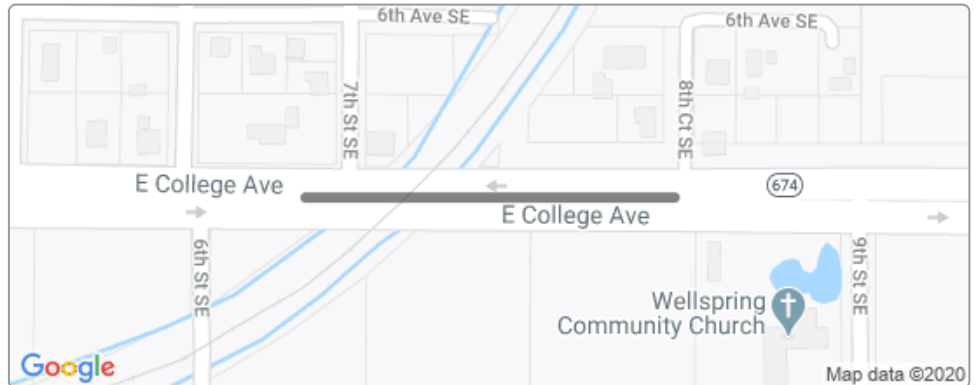 6th Ave SE
6th Ave SE
7th St SE
8th Ct SE
E College Ave
674
E College Ave
6th St SE
9th St SE
Wellspring
Community Church
Google
Map data ©2020